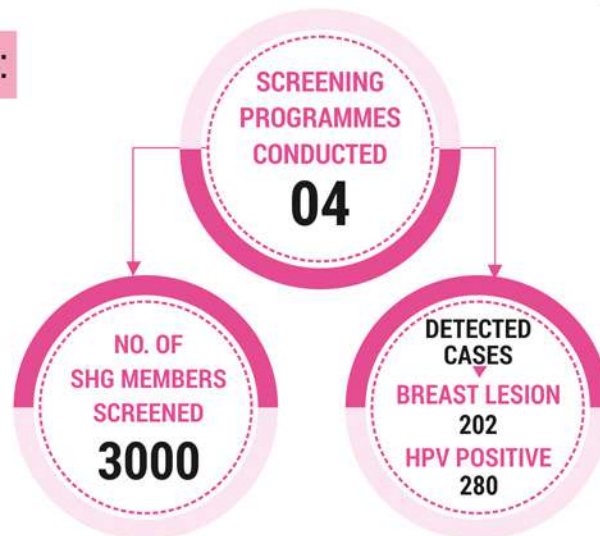 :
SCREENING
PROGRAMMES
CONDUCTED
04
NO. OF
SHG MEMBERS
SCREENED
3000
DETECTED
CASES
BREAST LESION
202
HPV POSITIVE
280